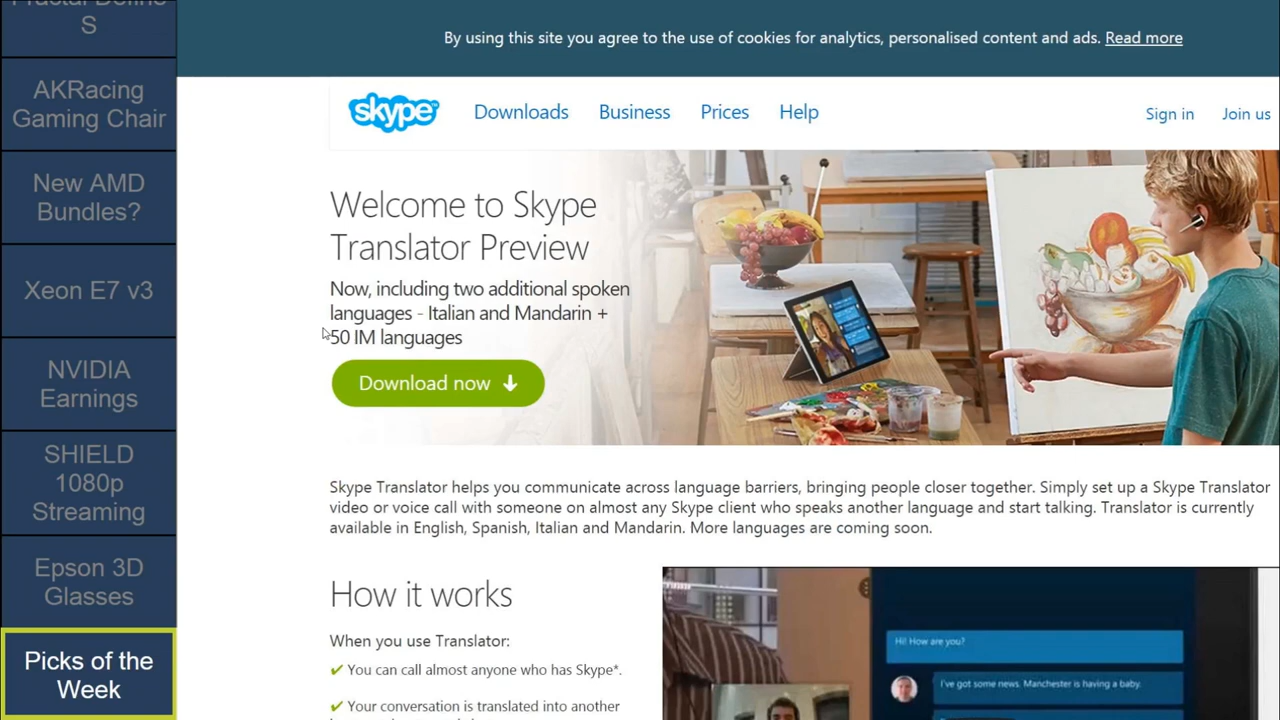 S
AKRacing
Gaming Chair
New AMD
Bundles?
Xeon E7 v3
NVIDIA
Earnings
SHIELD
1080p
Streaming
Epson 3D
Glasses
Picks of the
Week
By using this site you agree to the use of cookies for analytics, personalised content and ads. Read more
skype
Downloads
Business
Prices
Help
Sign in
Join us
Welcome to Skype
Translator Preview
Now, including two additional spoken
languages - Italian and Mandarin +
50 IM languages
Download now
Skype Translator helps you communicate across language barriers, bringing people closer together. Simply set up a Skype Translator
video or voice call with someone on almost any Skype client who speaks another language and start talking. Translator is currently
available in English, Spanish, Italian and Mandarin. More languages are coming soon.
How it works
When you use Translator:
✔ You can call almost anyone who has Skype*.
✔ Your conversation is translated into another
Hi! How are you?
I've got some news. Manchester is having a baby.